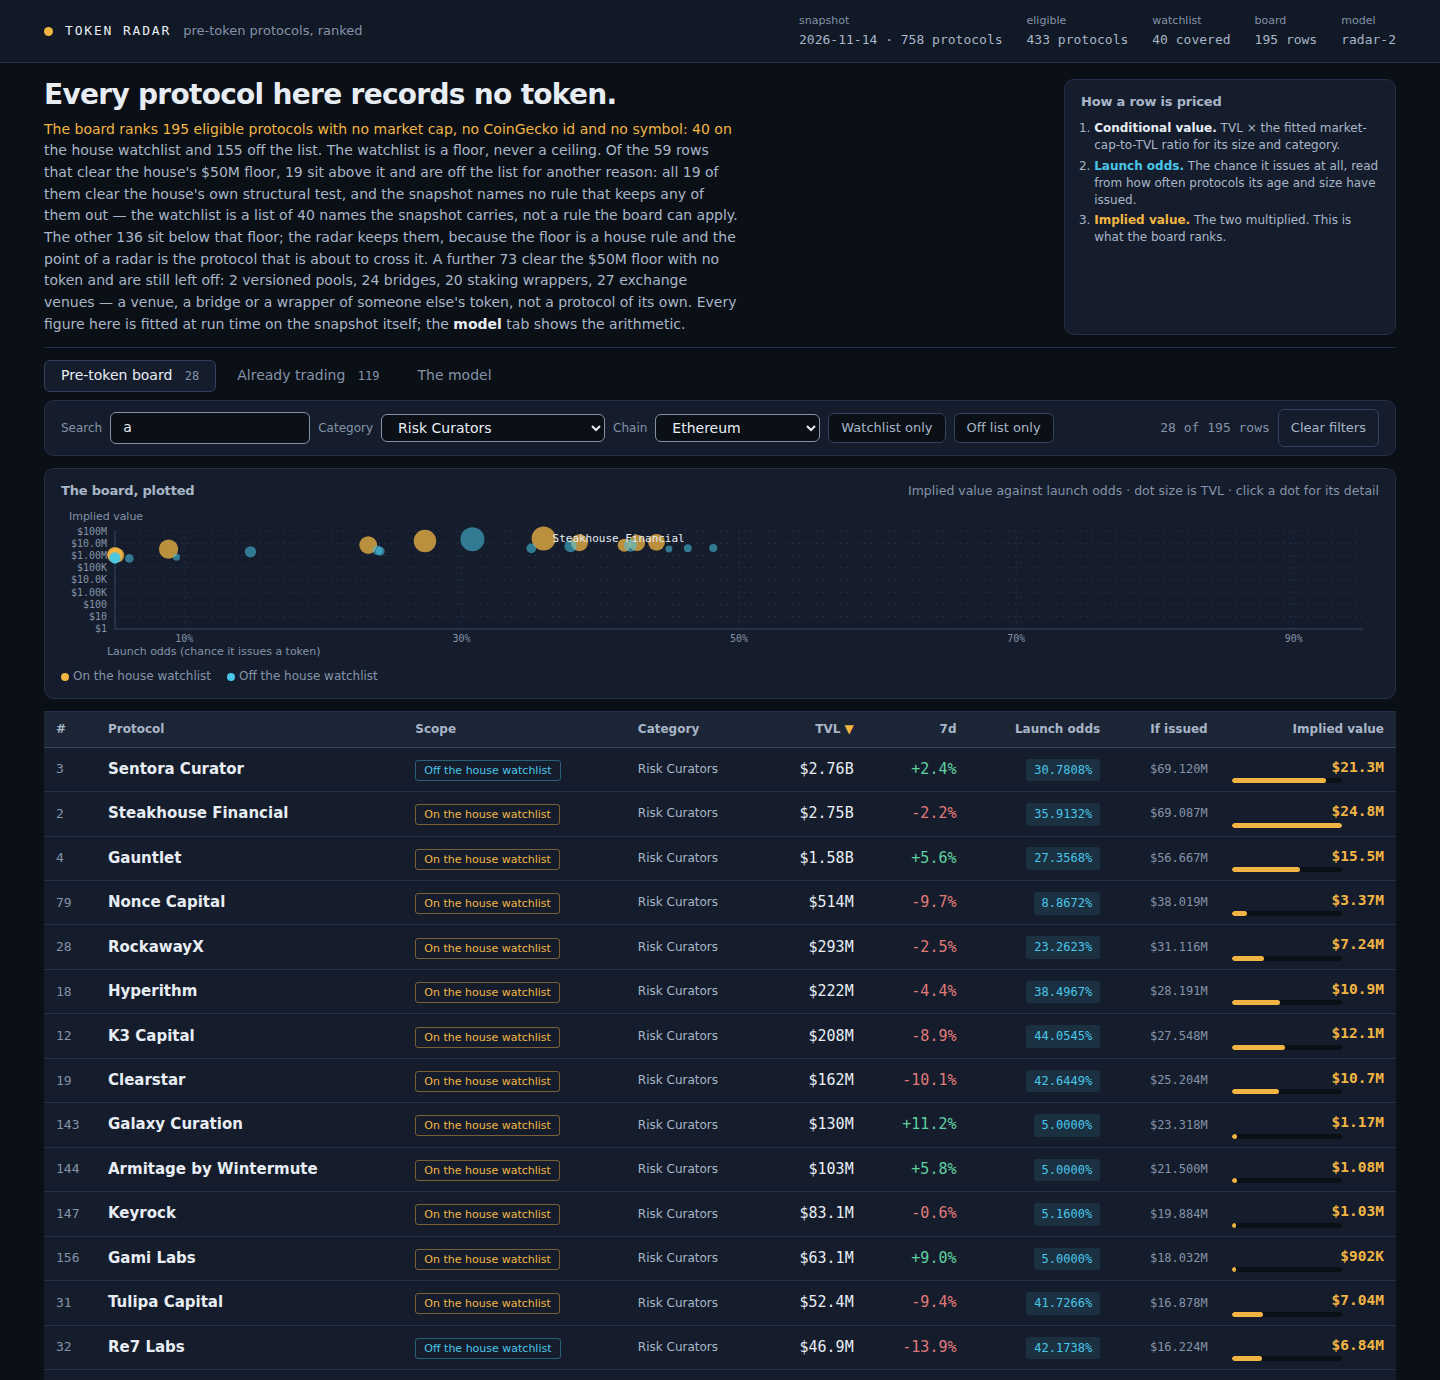 TOKEN RADAR pre-token protocols, ranked
snapshot eligible watchlist board model
2026-11-14 · 758 protocols 433 protocols 40 covered 195 rows radar-2
Every protocol here records no token.
The board ranks 195 eligible protocols with no market cap, no CoinGecko id and no symbol: 40 on
the house watchlist and 155 off the list. The watchlist is a floor, never a ceiling. Of the 59 rows
that clear the house's $50M floor, 19 sit above it and are off the list for another reason: all 19 of
them clear the house's own structural test, and the snapshot names no rule that keeps any of
them out — the watchlist is a list of 40 names the snapshot carries, not a rule the board can apply.
The other 136 sit below that floor; the radar keeps them, because the floor is a house rule and the
point of a radar is the protocol that is about to cross it. A further 73 clear the $50M floor with no
token and are still left off: 2 versioned pools, 24 bridges, 20 staking wrappers, 27 exchange
venues — a venue, a bridge or a wrapper of someone else's token, not a protocol of its own. Every
figure here is fitted at run time on the snapshot itself; the model tab shows the arithmetic.
How a row is priced
1. Conditional value. TVL × the fitted market-
cap-to-TVL ratio for its size and category.
2. Launch odds. The chance it issues at all, read
from how often protocols its age and size have
issued.
3. Implied value. The two multiplied. This is
what the board ranks.
Pre-token board 28 Already trading 119 The model
Search a Category Risk Curators Chain Ethereum Watchlist only Off list only 28 of 195 rows Clear filters
The board, plotted Implied value against launch odds · dot size is TVL · click a dot for its detail
Implied value
$100M
$10.0M
$1.00M
$100K
$10.0K
$1.00K
$100
$10
$1
Steakhouse Financial
10% 30% 50% 70% 90%
Launch odds (chance it issues a token)
On the house watchlist Off the house watchlist
# Protocol Scope Category TVL ▼ 7d Launch odds If issued Implied value
3 Sentora Curator Off the house watchlist Risk Curators $2.76B +2.4% 30.7808% $69.120M $21.3M
2 Steakhouse Financial On the house watchlist Risk Curators $2.75B -2.2% 35.9132% $69.087M $24.8M
4 Gauntlet On the house watchlist Risk Curators $1.58B +5.6% 27.3568% $56.667M $15.5M
79 Nonce Capital On the house watchlist Risk Curators $514M -9.7% 8.8672% $38.019M $3.37M
28 RockawayX On the house watchlist Risk Curators $293M -2.5% 23.2623% $31.116M $7.24M
18 Hyperithm On the house watchlist Risk Curators $222M -4.4% 38.4967% $28.191M $10.9M
12 K3 Capital On the house watchlist Risk Curators $208M -8.9% 44.0545% $27.548M $12.1M
19 Clearstar On the house watchlist Risk Curators $162M -10.1% 42.6449% $25.204M $10.7M
143 Galaxy Curation On the house watchlist Risk Curators $130M +11.2% 5.0000% $23.318M $1.17M
144 Armitage by Wintermute On the house watchlist Risk Curators $103M +5.8% 5.0000% $21.500M $1.08M
147 Keyrock On the house watchlist Risk Curators $83.1M -0.6% 5.1600% $19.884M $1.03M
156 Gami Labs On the house watchlist Risk Curators $63.1M +9.0% 5.0000% $18.032M $902K
31 Tulipa Capital On the house watchlist Risk Curators $52.4M -9.4% 41.7266% $16.878M $7.04M
32 Re7 Labs Off the house watchlist Risk Curators $46.9M -13.9% 42.1738% $16.224M $6.84M